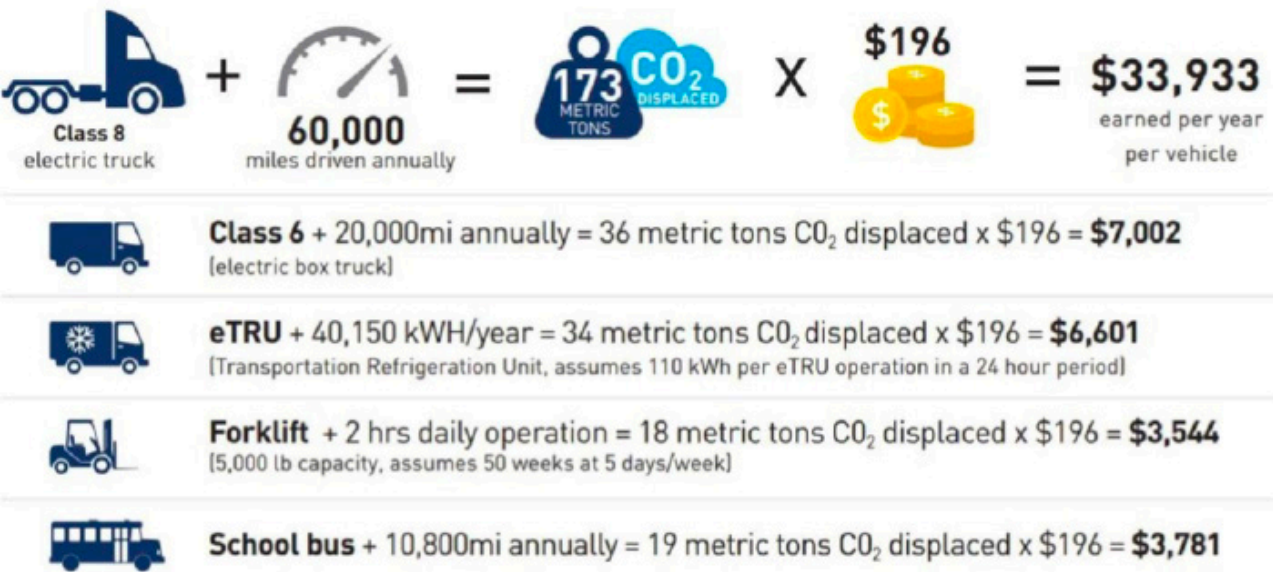 $196
+
=
173
METRIC
TONS
CO₂
DISPLACED
X
$
=
$33,933
earned per year
per vehicle
Class 8
electric truck
60,000
miles driven annually
Class 6 + 20,000mi annually = 36 metric tons CO₂ displaced x $196 = $7,002
(electric box truck)
eTRU + 40,150 kWH/year = 34 metric tons CO₂ displaced x $196 = $6,601
(Transportation Refrigeration Unit, assumes 110 kWh per eTRU operation in a 24 hour period)
Forklift + 2 hrs daily operation = 18 metric tons CO₂ displaced x $196 = $3,544
(5,000 lb capacity, assumes 50 weeks at 5 days/week)
School bus + 10,800mi annually = 19 metric tons CO₂ displaced x $196 = $3,781